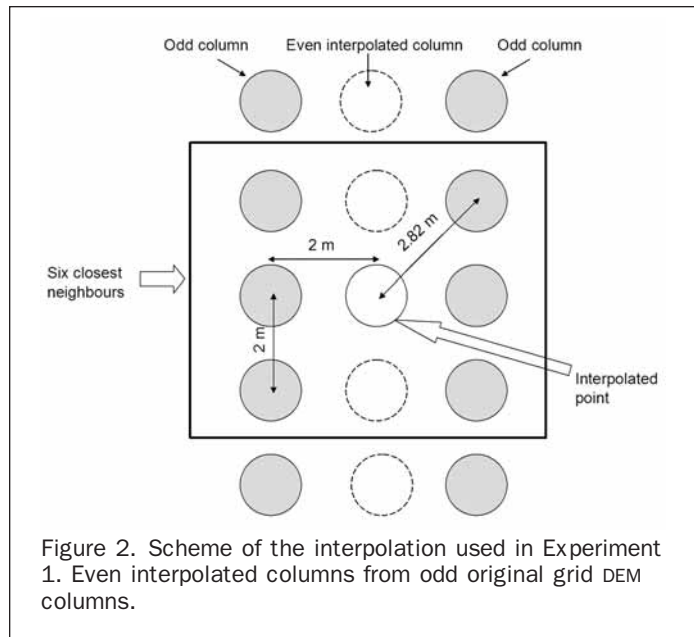 Odd column
Even interpolated column
Odd column
2.82 m
2 m
Six closest
neighbours
2 m
Interpolated
point
Figure 2. Scheme of the interpolation used in Experiment
1. Even interpolated columns from odd original grid DEM
columns.